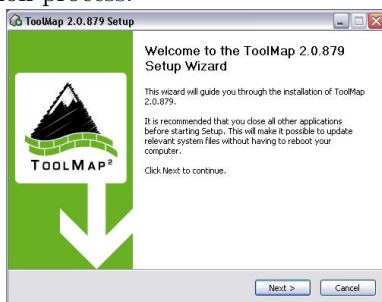 ion process.
ToolMap 2.0.879 Setup
Welcome to the ToolMap 2.0.879
Setup Wizard
This wizard will guide you through the installation of ToolMap
2.0.879.
It is recommended that you close all other applications
before starting Setup. This will make it possible to update
relevant system files without having to reboot your
computer.
Click Next to continue.
TOOLMAP²
Next >
Cancel